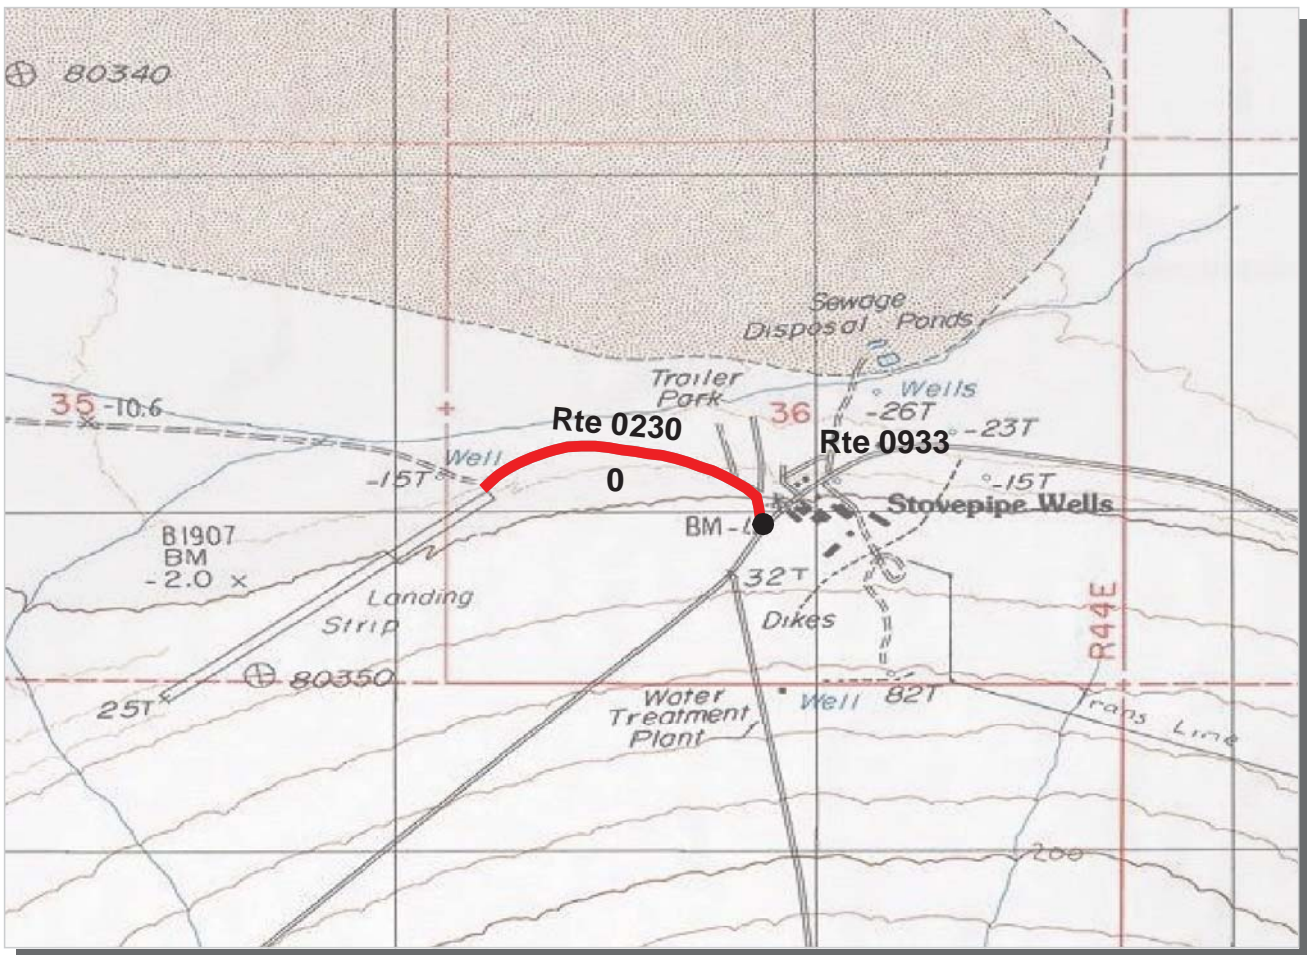 80340
Sewage
Disposal Ponds
Trailer
Park
Wells
35 -10.6
36
-26T
Rte 0230
Rte 0933
-23T
Well
-15T
0
-15T
Stovepipe Wells
BM -
B1907
BM
-2.0 ×
32T
Landing
Strip
Dikes
R44E
80350
25T
Water
Treatment
Plant
Well
82T
Trans Line
200